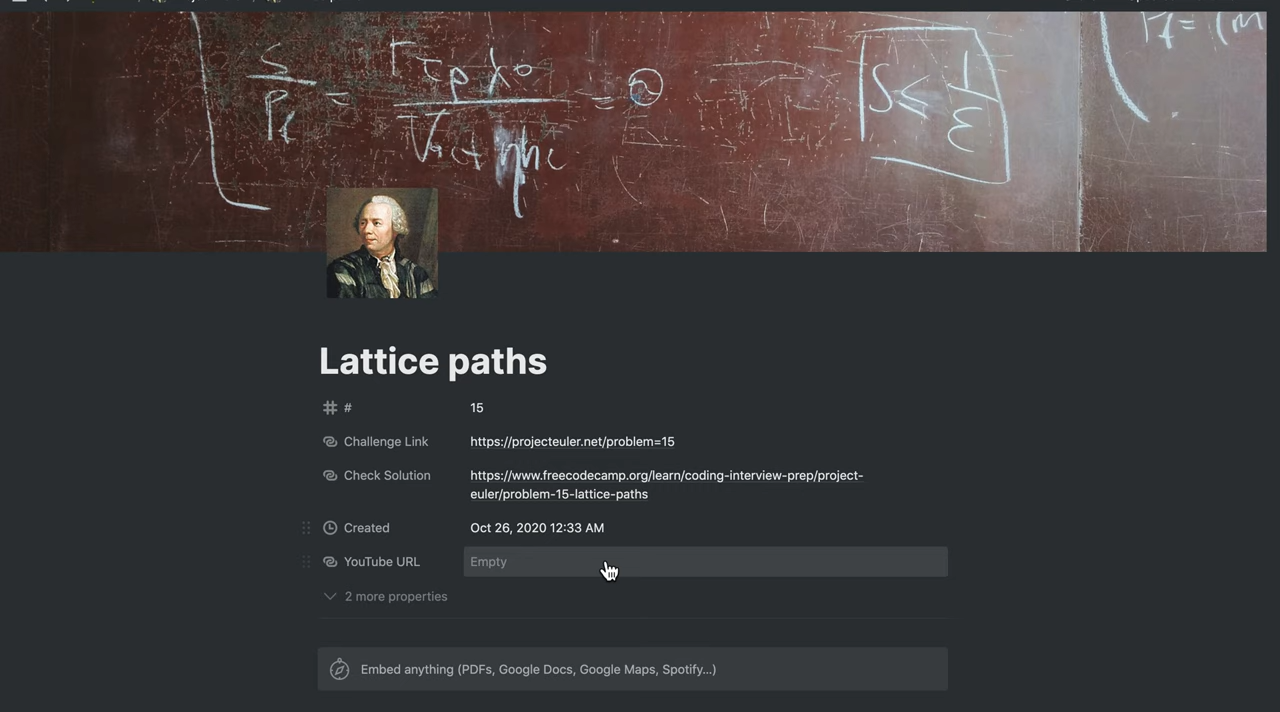 Lattice paths
# 15
Challenge Link https://projecteuler.net/problem=15
Check Solution https://www.freecodecamp.org/learn/coding-interview-prep/project-
euler/problem-15-lattice-paths
Created Oct 26, 2020 12:33 AM
YouTube URL Empty
2 more properties
Embed anything (PDFs, Google Docs, Google Maps, Spotify...)